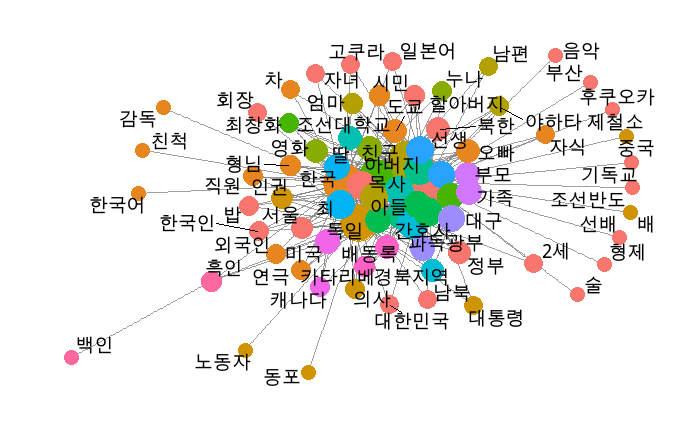 고쿠라 일본어
남편
음악
차
자녀
시민
누나
부산
회장
엄마
도쿄
할아버지
후쿠오카
감독
최창화
조선대학교
선생
북한
야하타 제철소
친척
영화
딸
친구
오빠
자식
중국
형님
아버지
한국
목사
부모
기독교
직원
인권
가족
조선반도
한국어
밥
서울
최
아들
대구
선배
배
한국인
독일
간호사
외국인
미국
배동록
파독광부
2세
형제
흑인
연극
카타리베
경북지역
정부
캐나다
의사
남북
술
대한민국
대통령
백인
노동자
동포